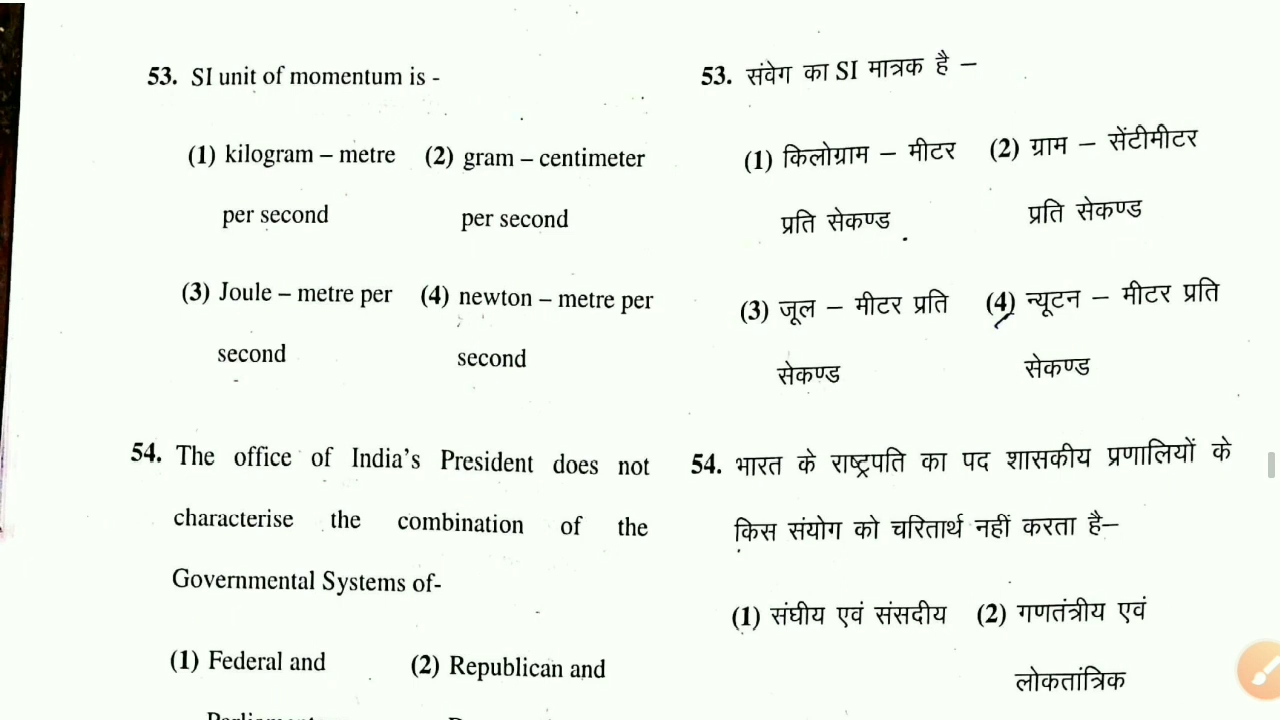 53. SI unit of momentum is -
(1) kilogram – metre (2) gram – centimeter
per second per second
(3) Joule – metre per (4) newton – metre per
second second
54. The office of India's President does not
characterise the combination of the
Governmental Systems of-
(1) Federal and (2) Republican and
53. संवेग का SI मात्रक है –
(1) किलोग्राम – मीटर (2) ग्राम – सेंटीमीटर
प्रति सेकण्ड प्रति सेकण्ड
(3) जूल – मीटर प्रति (4) न्यूटन – मीटर प्रति
सेकण्ड सेकण्ड
54. भारत के राष्ट्रपति का पद शासकीय प्रणालियों के
किस संयोग को चरितार्थ नहीं करता है–
(1) संघीय एवं संसदीय (2) गणतंत्रीय एवं
लोकतांत्रिक